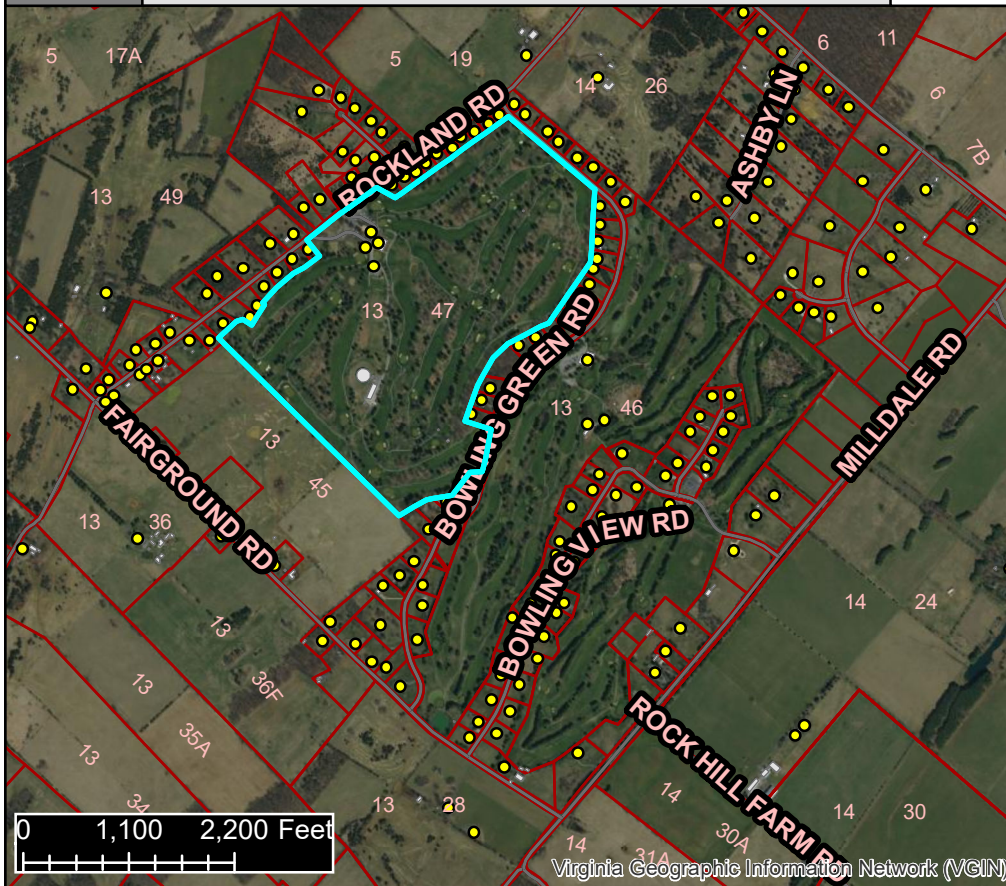 5 17A
5 19
14 26
6 11
6
7B
ROCKLAND RD
ASHBY LN
13 49
13 47
BOWLING GREEN RD
13 46
MILLDALE RD
FAIRGROUND RD
13
45
13 36
BOWLING VIEW RD
14 24
13
36F
13
35A
13
34
ROCK HILL FARM RD
13 28
14
30A
14 30
14
31A
0 1,100 2,200 Feet
Virginia Geographic Information Network (VGIN)